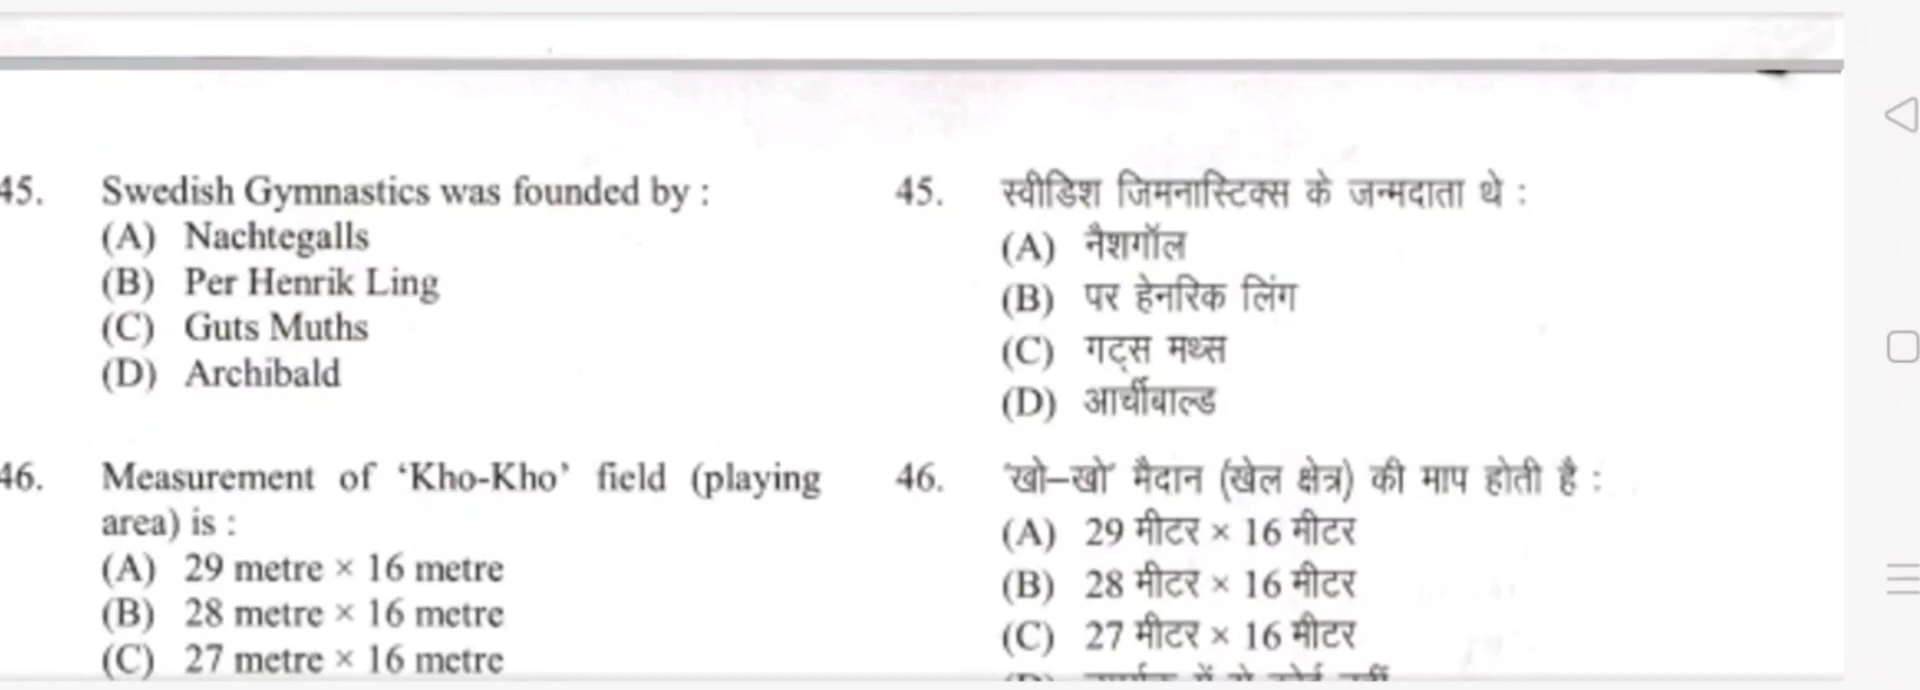 45. Swedish Gymnastics was founded by :
(A) Nachtegalls
(B) Per Henrik Ling
(C) Guts Muths
(D) Archibald
46. Measurement of ‘Kho-Kho’ field (playing
area) is :
(A) 29 metre × 16 metre
(B) 28 metre × 16 metre
(C) 27 metre × 16 metre
45. स्वीडिश जिमनास्टिक्स के जन्मदाता थे :
(A) नैशगॉल
(B) पर हेनरिक लिंग
(C) गट्स मथ्स
(D) आर्चीबाल्ड
46. ‘खो–खो’ मैदान (खेल क्षेत्र) की माप होती है :
(A) 29 मीटर × 16 मीटर
(B) 28 मीटर × 16 मीटर
(C) 27 मीटर × 16 मीटर